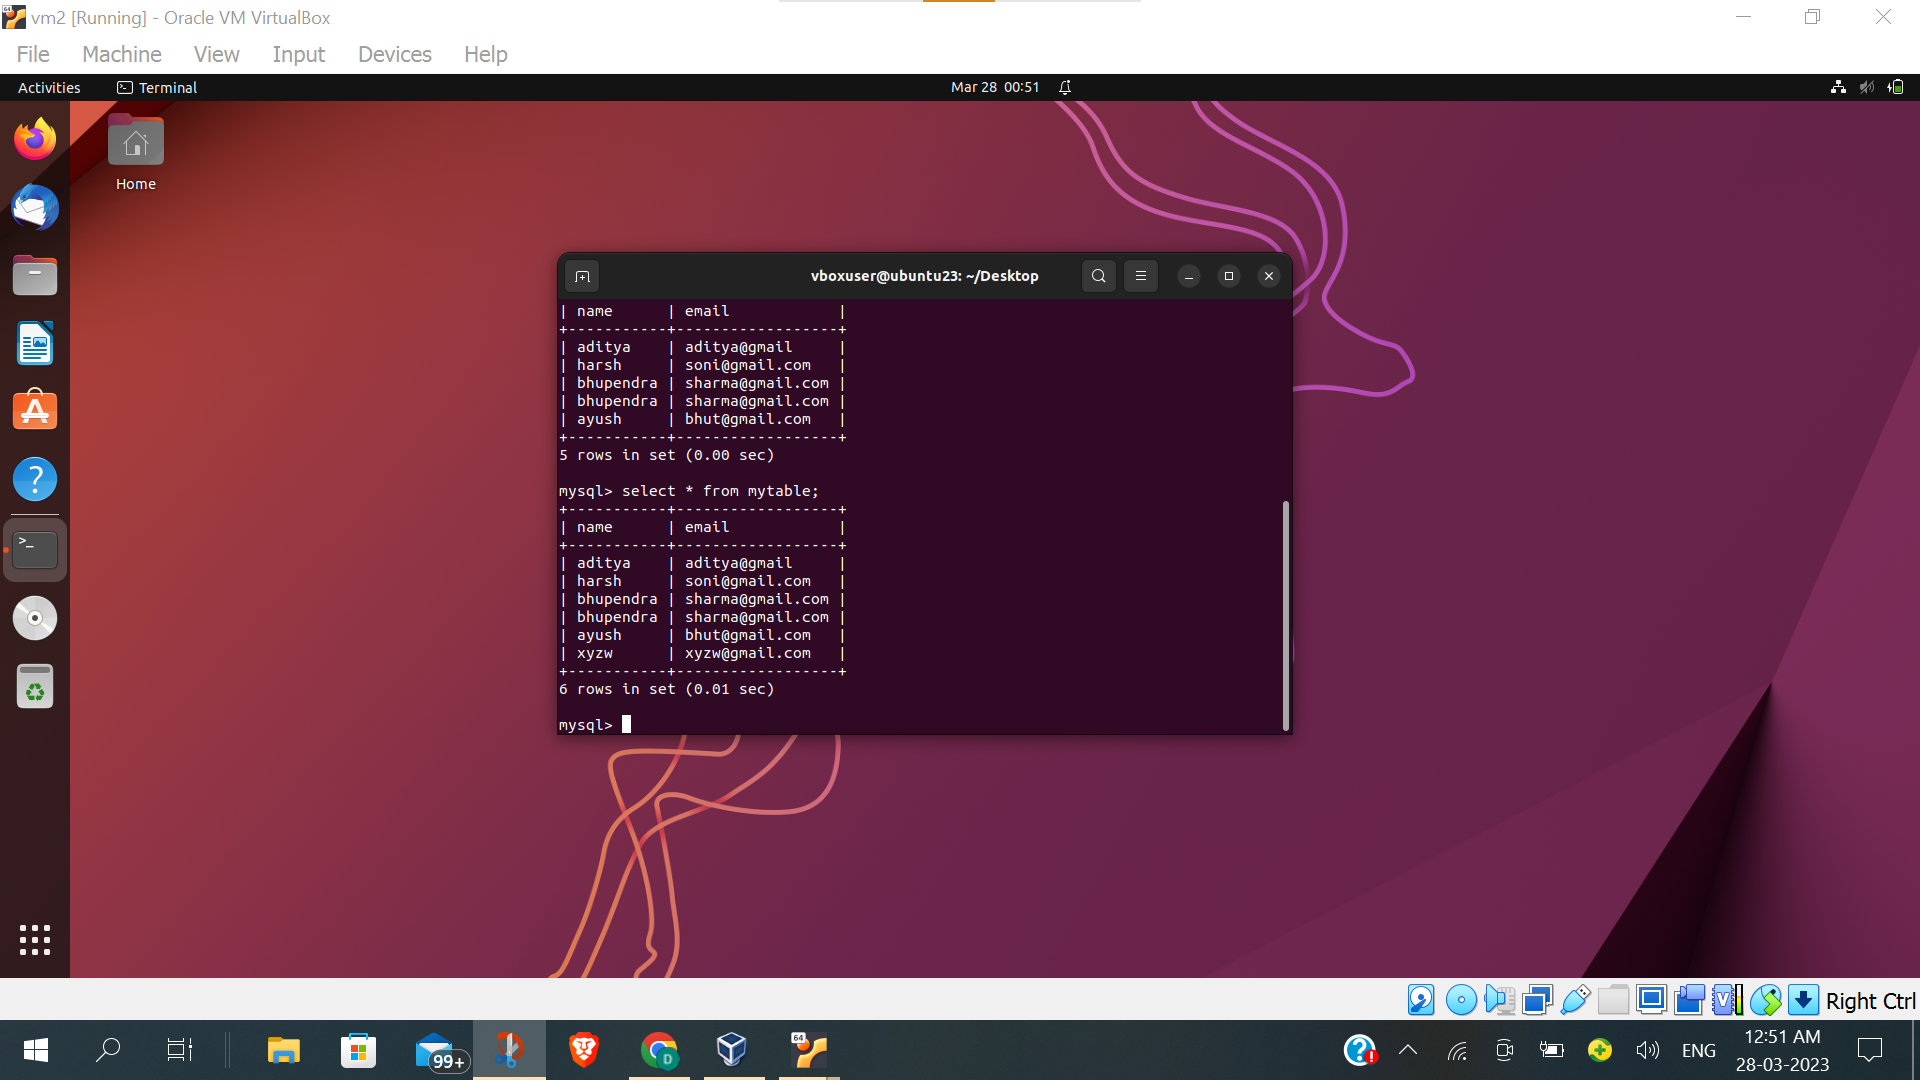 vm2 [Running] - Oracle VM VirtualBox
File Machine View Input Devices Help
Activities Terminal Mar 28 00:51
Home
vboxuser@ubuntu23: ~/Desktop
| name      | email            |
+-----------+------------------+
| aditya    | aditya@gmail     |
| harsh     | soni@gmail.com   |
| bhupendra | sharma@gmail.com |
| bhupendra | sharma@gmail.com |
| ayush     | bhut@gmail.com   |
+-----------+------------------+
5 rows in set (0.00 sec)
mysql> select * from mytable;
+-----------+------------------+
| name      | email            |
+-----------+------------------+
| aditya    | aditya@gmail     |
| harsh     | soni@gmail.com   |
| bhupendra | sharma@gmail.com |
| bhupendra | sharma@gmail.com |
| ayush     | bhut@gmail.com   |
| xyzw      | xyzw@gmail.com   |
+-----------+------------------+
6 rows in set (0.01 sec)
mysql>
Right Ctrl
99+
D
64
ENG
12:51 AM
28-03-2023